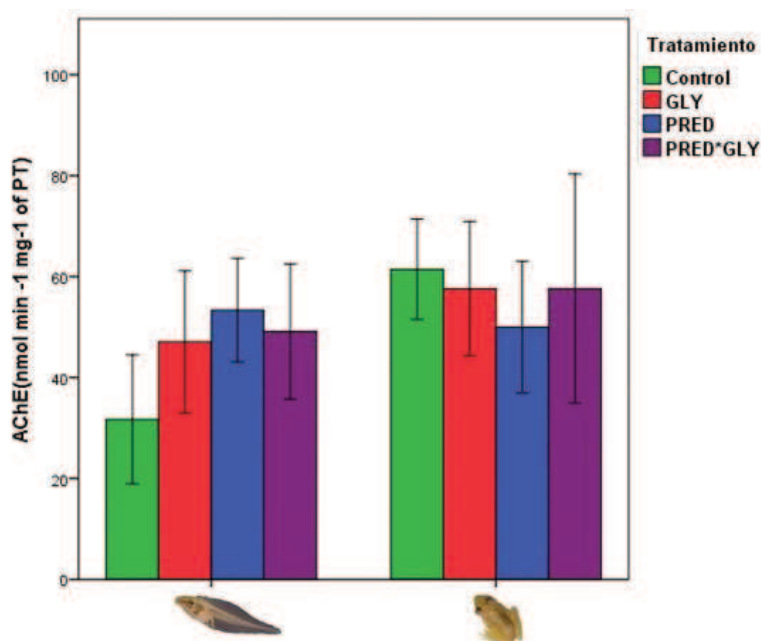 Tratamiento
Control
GLY
PRED
PRED*GLY
AChE(nmol min -1 mg-1 of PT)
100
80
60
40
20
0